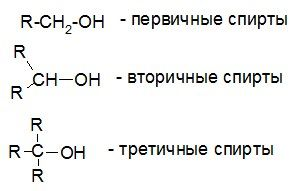 R-CH2-OH - первичные спирты
R
CH-OH - вторичные спирты
R
R
R-C-OH - третичные спирты
R